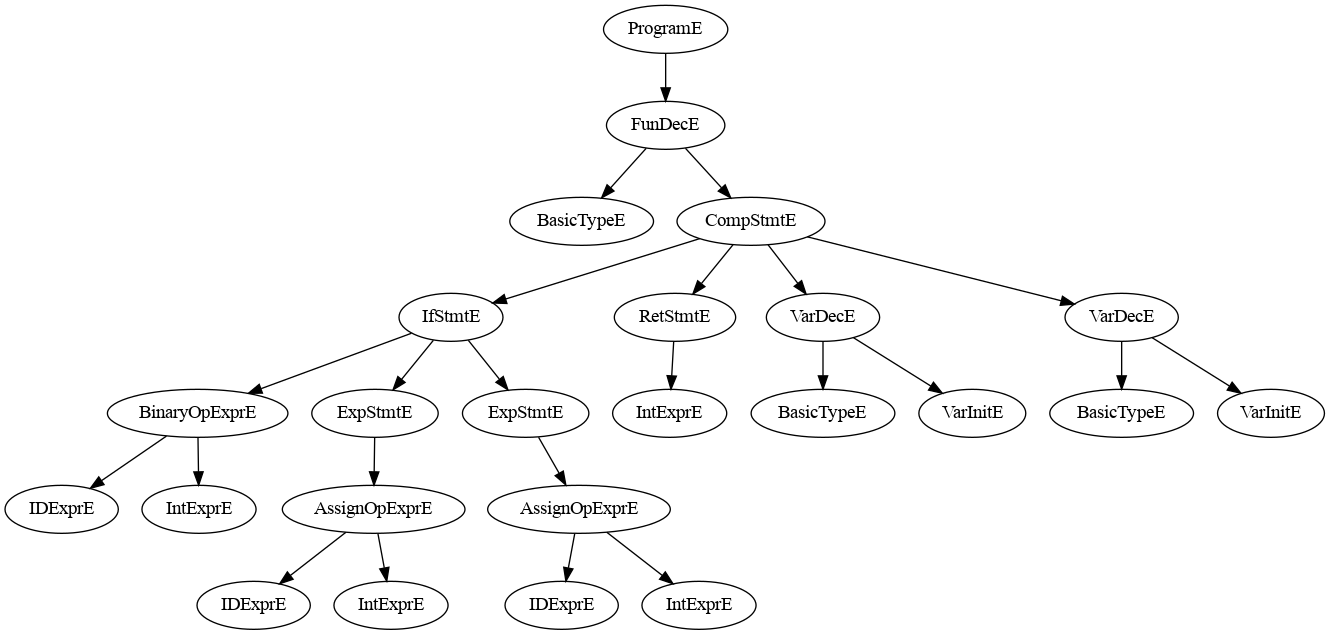 ProgramE
FunDecE
BasicTypeE CompStmtE
IfStmtE RetStmtE VarDecE VarDecE
BinaryOpExprE ExpStmtE ExpStmtE IntExprE BasicTypeE VarInitE BasicTypeE VarInitE
IDExprE IntExprE AssignOpExprE AssignOpExprE
IDExprE IntExprE IDExprE IntExprE